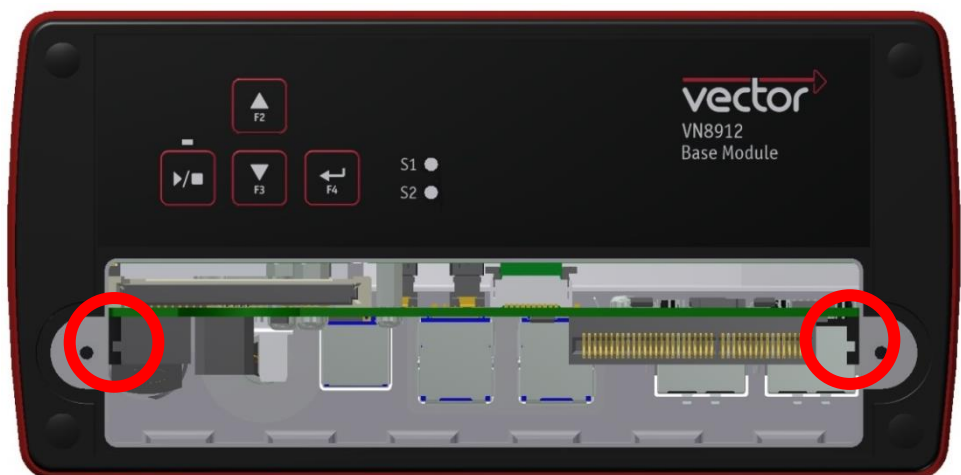 vector
VN8912
Base Module
F2
▶/■
F3
F4
S1
S2